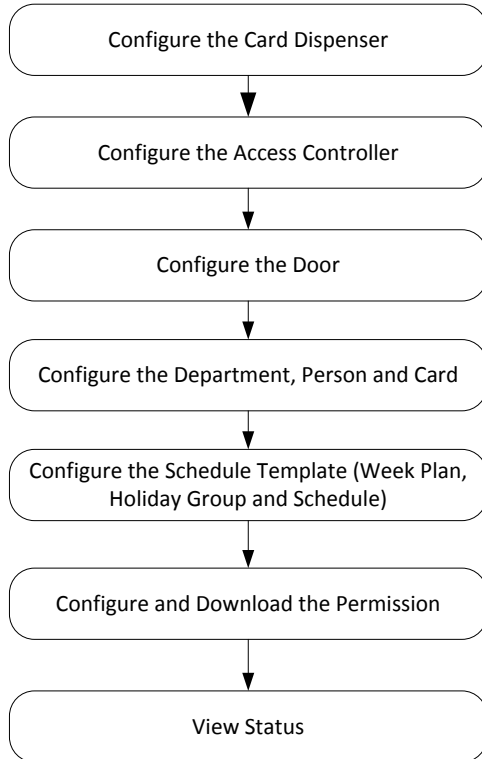 Configure the Card Dispenser
Configure the Access Controller
Configure the Door
Configure the Department, Person and Card
Configure the Schedule Template (Week Plan,
Holiday Group and Schedule)
Configure and Download the Permission
View Status